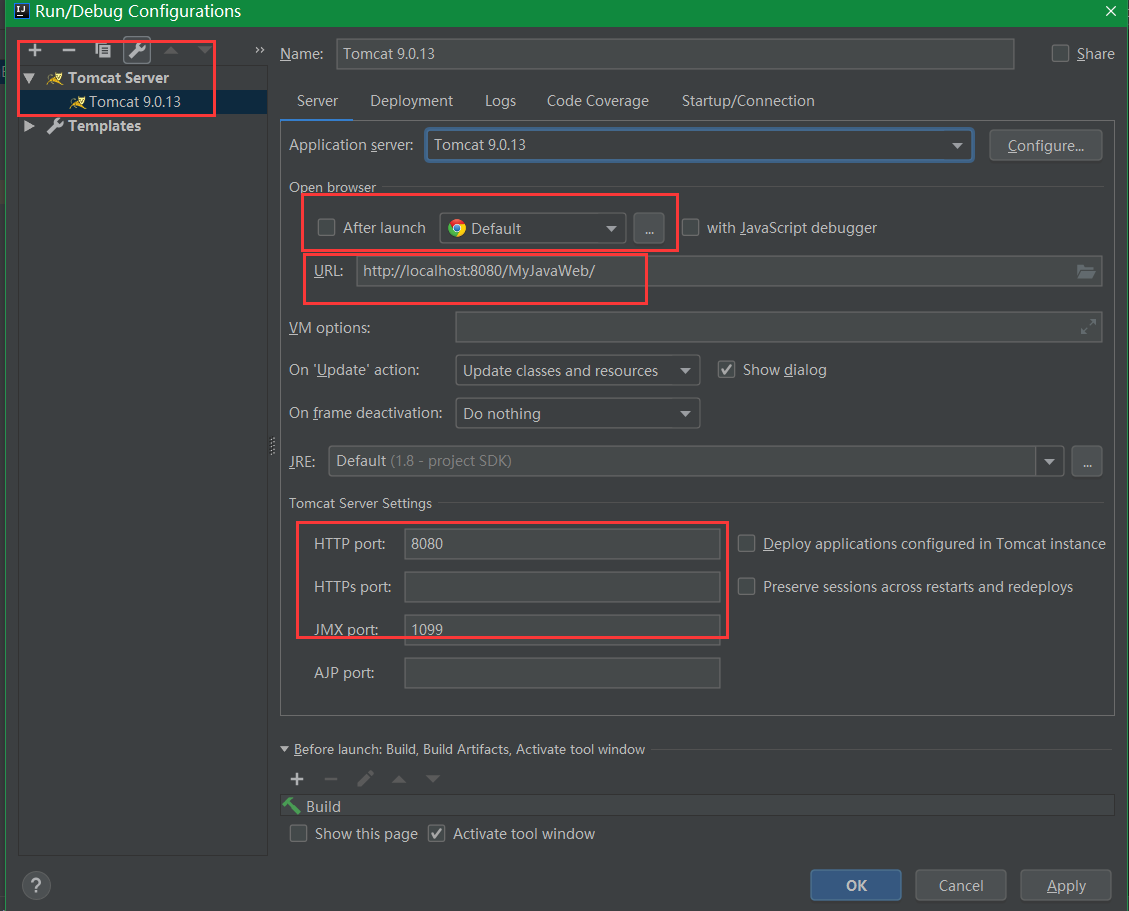 Run/Debug Configurations
Name: Tomcat 9.0.13 Share
Tomcat Server
Tomcat 9.0.13
Templates
Server Deployment Logs Code Coverage Startup/Connection
Application server: Tomcat 9.0.13 Configure...
Open browser
After launch Default ... with JavaScript debugger
URL: http://localhost:8080/MyJavaWeb/
VM options:
On 'Update' action: Update classes and resources Show dialog
On frame deactivation: Do nothing
JRE: Default (1.8 - project SDK) ...
Tomcat Server Settings
HTTP port: 8080 Deploy applications configured in Tomcat instance
HTTPs port: Preserve sessions across restarts and redeploys
JMX port: 1099
AJP port:
Before launch: Build, Build Artifacts, Activate tool window
Build
Show this page Activate tool window
? OK Cancel Apply